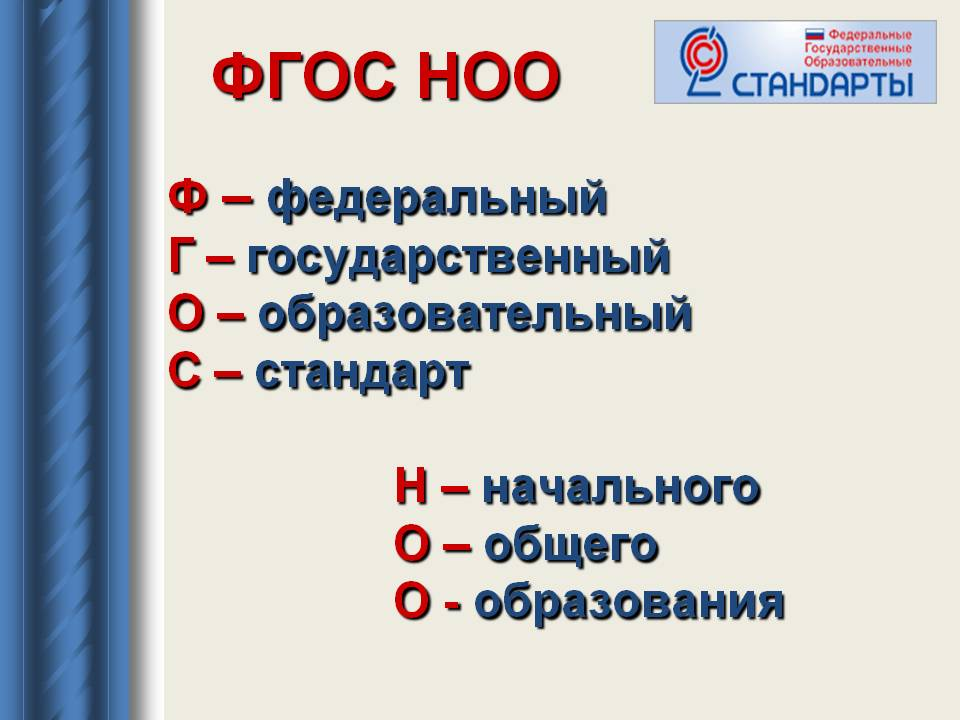 ФГОС НОО
Федеральные
Государственные
Образовательные
СТАНДАРТЫ
Ф – федеральный
Г – государственный
О – образовательный
С – стандарт
Н – начального
О – общего
О - образования